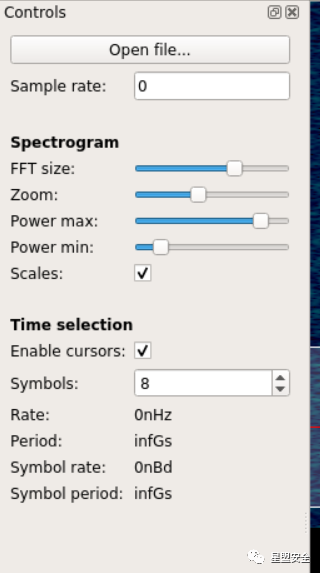 Controls
Open file...
Sample rate: 0
Spectrogram
FFT size:
Zoom:
Power max:
Power min:
Scales:
Time selection
Enable cursors:
Symbols: 8
Rate: 0nHz
Period: infGs
Symbol rate: 0nBd
Symbol period: infGs
星盟安全